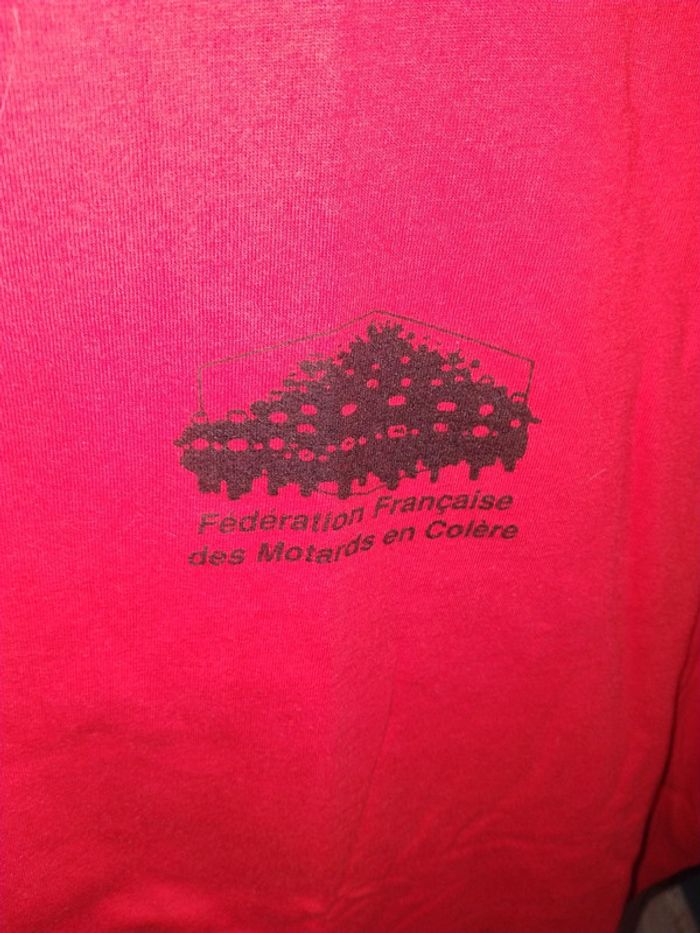 Fédération Française
des Motards en Colère